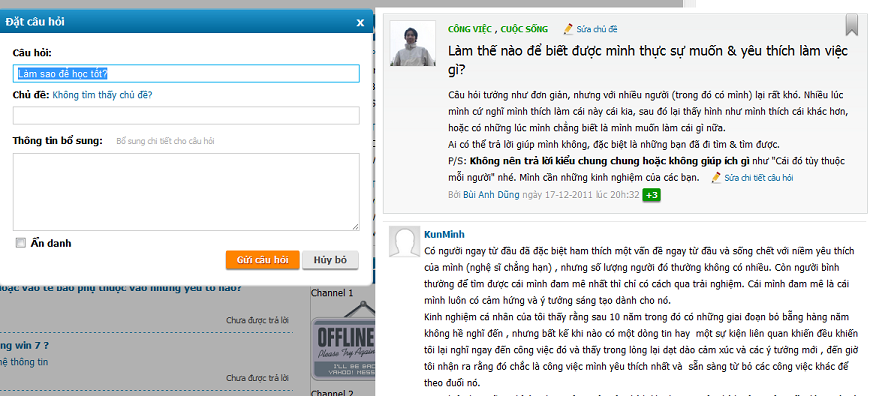 Đặt câu hỏi
x
Câu hỏi:
Làm sao để học tốt?
Chủ đề: Không tìm thấy chủ đề?
Thông tin bổ sung: Bổ sung chi tiết cho câu hỏi
Ẩn danh
Gửi câu hỏi
Hủy bỏ
hoặc vào tế bào phụ thuộc vào những yếu tố nào?
Chưa được trả lời
ng win 7 ?
hệ thông tin
Chưa được trả lời
Channel 1
OFFLINE
Please Try Again
I'LL BE BACK
YAHOO! MESS
Channel 2
CÔNG VIỆC , CUỘC SỐNG Sửa chủ đề
Làm thế nào để biết được mình thực sự muốn & yêu thích làm việc
gì?
Câu hỏi tưởng như đơn giản, nhưng với nhiều người (trong đó có mình) lại rất khó. Nhiều lúc
mình cứ nghĩ mình thích làm cái này cái kia, sau đó lại thấy hình như mình thích cái khác hơn,
hoặc có những lúc mình chẳng biết là mình muốn làm cái gì nữa.
Ai có thể trả lời giúp mình không, đặc biệt là những bạn đã đi tìm & tìm được.
P/S: Không nên trả lời kiểu chung chung hoặc không giúp ích gì như "Cái đó tùy thuộc
mỗi người" nhé. Mình cần những kinh nghiệm của các bạn. Sửa chi tiết câu hỏi
Bởi Bùi Anh Dũng ngày 17-12-2011 lúc 20h:32 +3
KunMinh
Có người ngay từ đầu đã đặc biệt ham thích một vấn đề ngay từ đầu và sống chết với niềm yêu thích
của mình (nghệ sĩ chẳng hạn) , nhưng số lượng người đó thường không có nhiều. Còn người bình
thường để tìm được cái mình đam mê nhất thì chỉ có cách qua trải nghiệm. Cái mình đam mê là cái
mình luôn có cảm hứng và ý tưởng sáng tạo dành cho nó.
Kinh nghiệm cá nhân của tôi thấy rằng sau 10 năm trong đó có những giai đoạn bỏ bẵng hàng năm
không hề nghĩ đến , nhưng bất kể khi nào có một dòng tin hay một sự kiện liên quan khiến đều khiến
tôi lại nghĩ ngay đến công việc đó và thấy trong lòng lại dạt dào cảm xúc và các ý tưởng mới , đến giờ
tôi nhận ra rằng đó chắc là công việc mình yêu thích nhất và sẵn sàng từ bỏ các công việc khác để
theo đuổi nó.